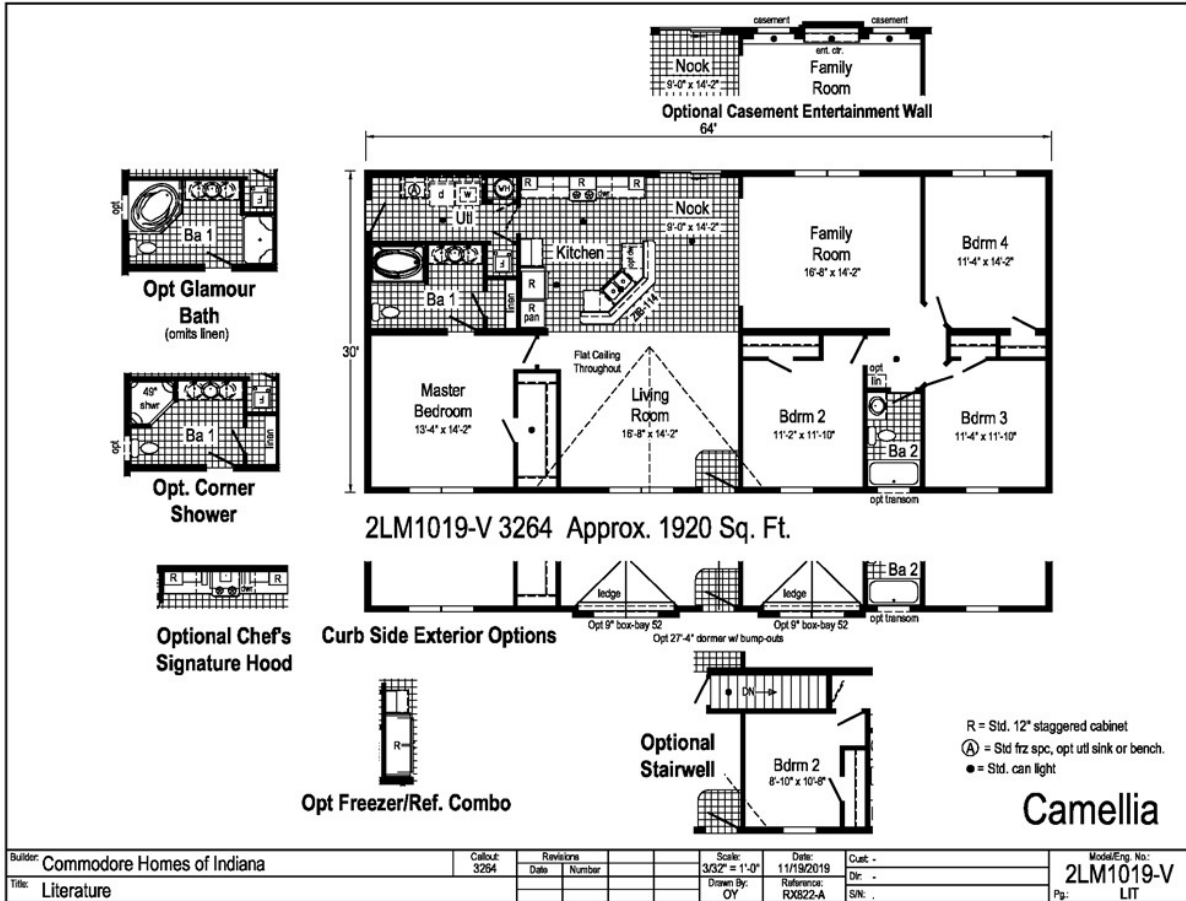 casement
casement
ent. ctr.
Nook
9'-0" x 14'-2"
Family
Room
Optional Casement Entertainment Wall
64'
30'
A
d
w
WH
Utl
F
R
R
R
dwr
Kitchen
Nook
9'-0" x 14'-2"
opt dw
ZIB-114
R
R
pan
Ba 1
linen
Family
Room
16'-8" x 14'-2"
Bdrm 4
11'-4" x 14'-2"
Flat Ceiling
Throughout
Master
Bedroom
13'-4" x 14'-2"
Living
Room
16'-8" x 14'-2"
Bdrm 2
11'-2" x 11'-10"
opt
lin
Ba 2
Bdrm 3
11'-4" x 11'-10"
opt transom
opt
Ba 1
F
Opt Glamour
Bath
(omits linen)
49"
shwr
F
opt
Ba 1
linen
Opt. Corner
Shower
2LM1019-V 3264 Approx. 1920 Sq. Ft.
R
R
dwr
Optional Chef's
Signature Hood
ledge
ledge
Ba 2
Opt 9" box-bay 52
Opt 9" box-bay 52
opt transom
Curb Side Exterior Options
Opt 27'-4" dormer w/ bump-outs
R
Opt Freezer/Ref. Combo
DN
Optional
Stairwell
Bdrm 2
8'-10" x 10'-8"
R = Std. 12" staggered cabinet
A = Std frz spc, opt utl sink or bench.
● = Std. can light
Camellia
Builder: Commodore Homes of Indiana
Title: Literature
Callout:
3264
Revisions
Date Number
Scale:
3/32" = 1'-0"
Date:
11/19/2019
Drawn By:
OY
Reference:
RX822-A
Cust: -
Dlr: -
S/N: .
Model/Eng. No.:
2LM1019-V
Pg.: LIT